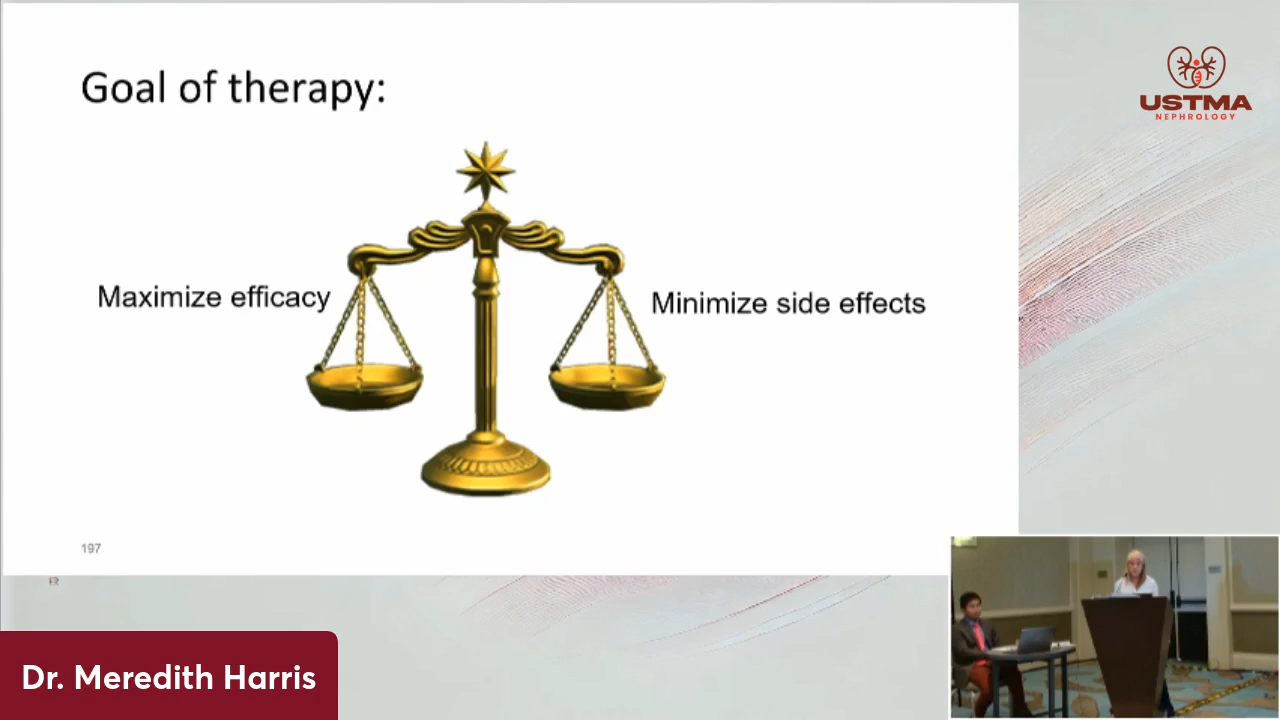 Goal of therapy:
USTMA
NEPHROLOGY
Maximize efficacy
Minimize side effects
197
Dr. Meredith Harris